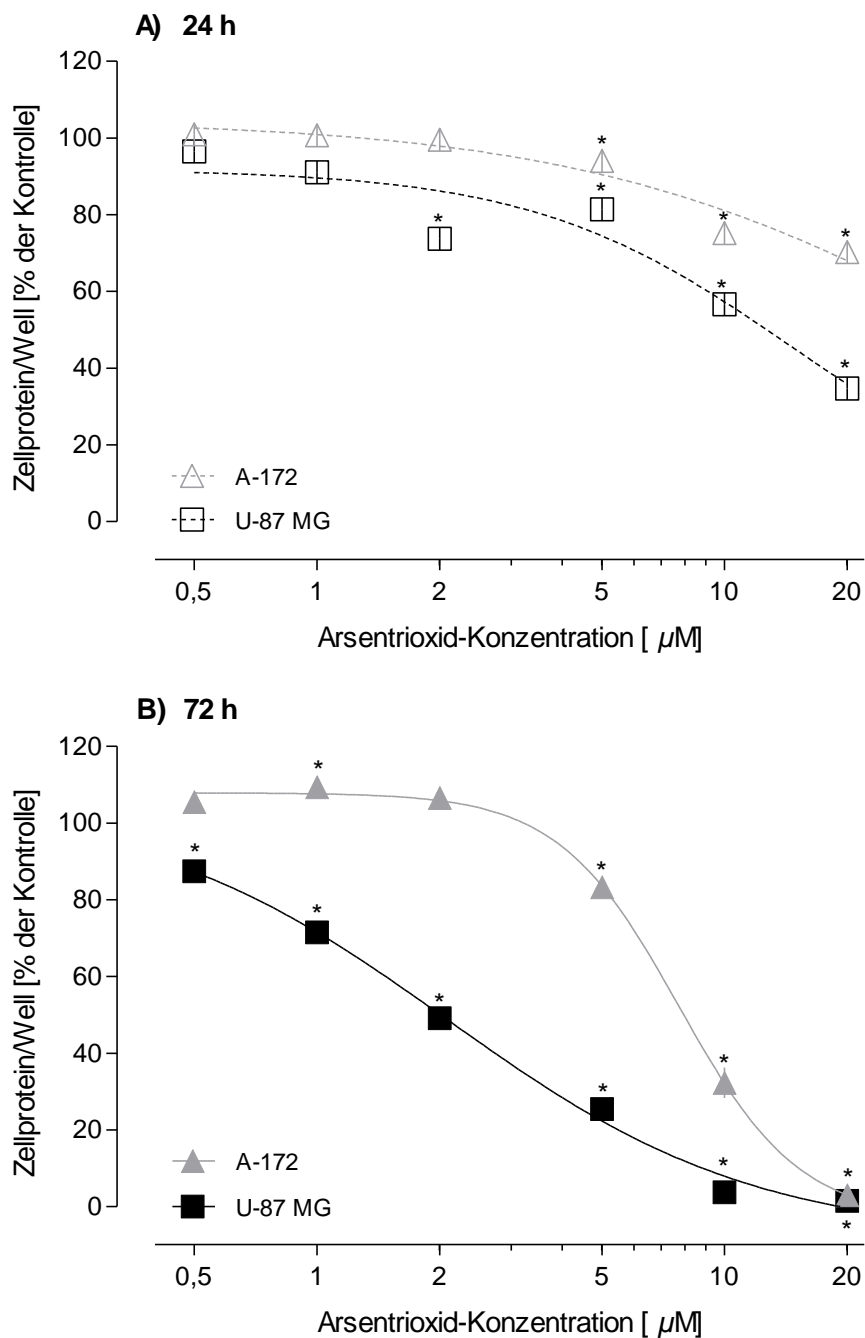 A) 24 h
120
100
80
60
40
20
0
Zellprotein/Well [% der Kontrolle]
* * * * * * *
A-172
U-87 MG
0,5 1 2 5 10 20
Arsentrioxid-Konzentration [ µM]
B) 72 h
120
100
80
60
40
20
0
Zellprotein/Well [% der Kontrolle]
* * * * * * * * * *
A-172
U-87 MG
0,5 1 2 5 10 20
Arsentrioxid-Konzentration [ µM]